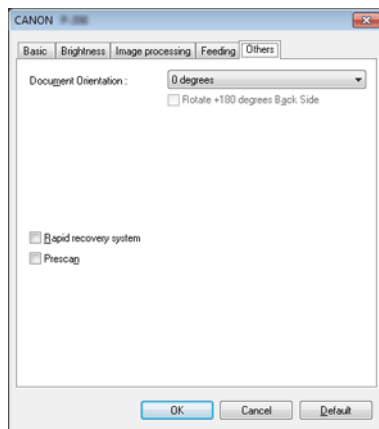 CANON
Basic Brightness Image processing Feeding Others
Document Orientation : 0 degrees
Rotate +180 degrees Back Side
Rapid recovery system
Prescan
OK Cancel Default